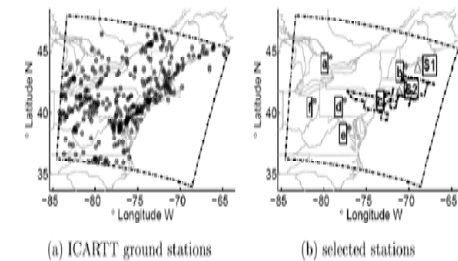 45
40
35
° Latitude N
−85 −80 −75 −70 −65
° Longitude W
(a) ICARTT ground stations
45
40
35
° Latitude N
a
S1
f
d
e
−85 −80 −75 −70 −65
° Longitude W
(b) selected stations